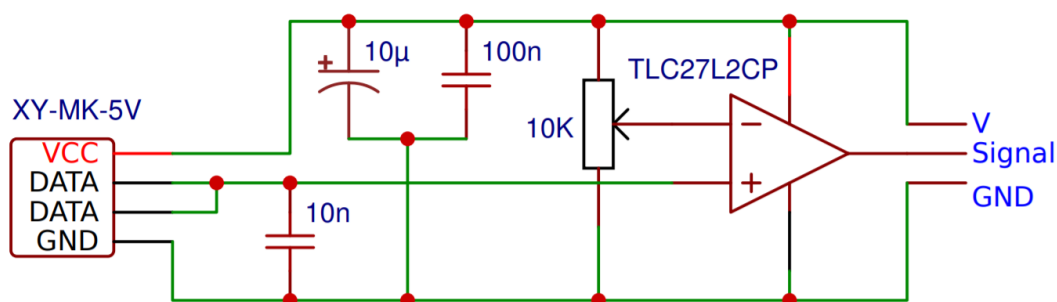 10µ
100n
TLC27L2CP
XY-MK-5V
10K
V
VCC
Signal
DATA
GND
DATA
10n
GND
+
−
+